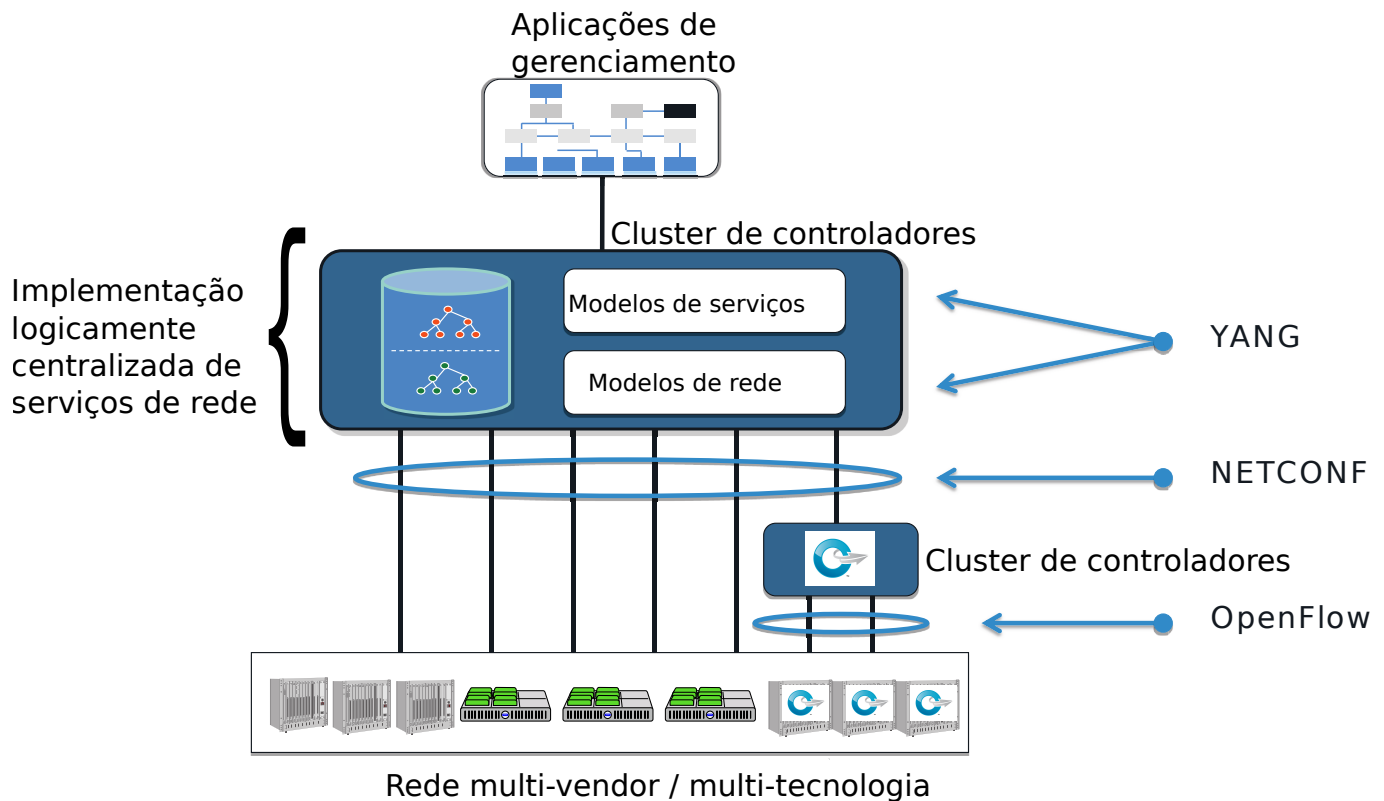 Aplicações de
gerenciamento
Cluster de controladores
Implementação
logicamente
centralizada de
serviços de rede
Modelos de serviços
Modelos de rede
YANG
NETCONF
Cluster de controladores
OpenFlow
Rede multi-vendor / multi-tecnologia